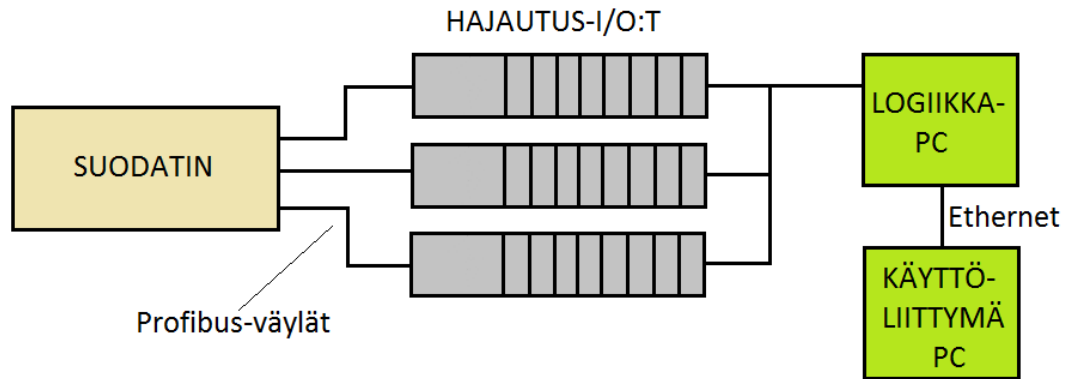 HAJAUTUS-I/O:T
SUODATIN
LOGIIKKA-
PC
Ethernet
KÄYTTÖ-
LIITTYMÄ
PC
Profibus-väylät